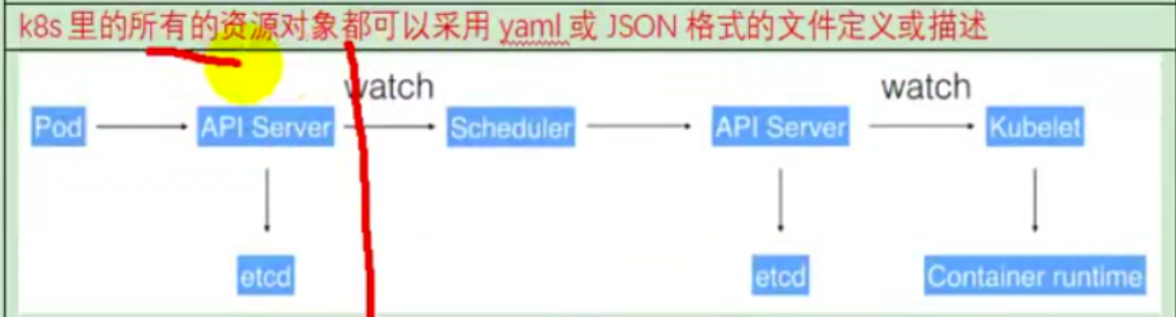 k8s 里的所有的资源对象都可以采用 yaml 或 JSON 格式的文件定义或描述
watch watch
Pod API Server Scheduler API Server Kubelet
etcd etcd Container runtime